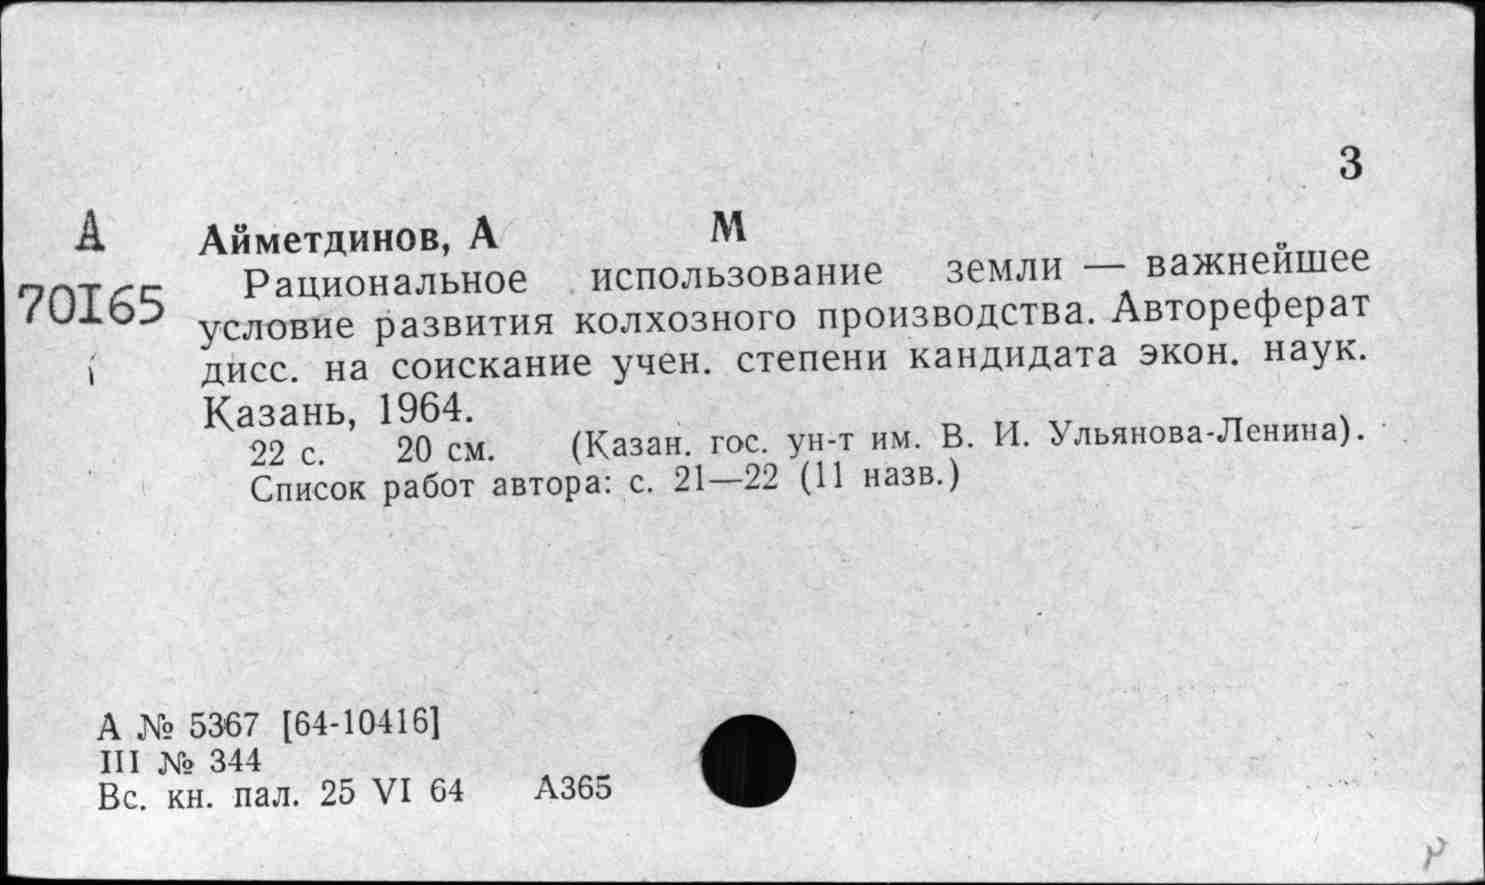 З
А
70165
Айметдинов, А М
Рациональное использование земли — важнейшее
условие развития колхозного производства. Автореферат
дисс. на соискание учен. степени кандидата экон. наук.
Казань, 1964.
22 с. 20 см. (Казан. гос. ун-т им. В. И. Ульянова-Ленина).
Список работ автора: с. 21—22 (11 назв.)
А № 5367 [64-10416]
III № 344
Вс. кн. пал. 25 VI 64 А365